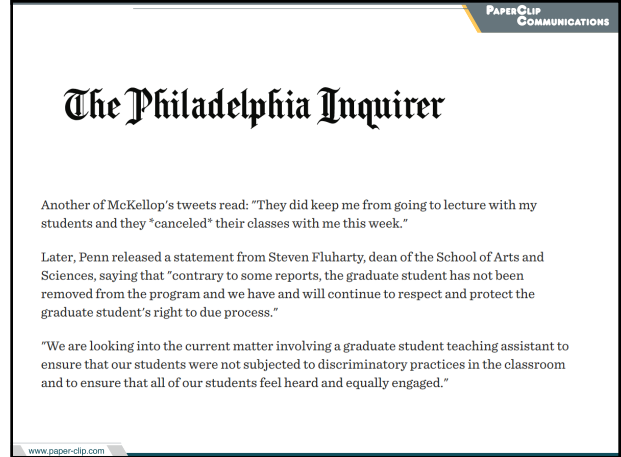 PAPERCLIP
COMMUNICATIONS
The Philadelphia Inquirer
Another of McKellop's tweets read: "They did keep me from going to lecture with my
students and they *canceled* their classes with me this week."
Later, Penn released a statement from Steven Fluharty, dean of the School of Arts and
Sciences, saying that "contrary to some reports, the graduate student has not been
removed from the program and we have and will continue to respect and protect the
graduate student's right to due process."
"We are looking into the current matter involving a graduate student teaching assistant to
ensure that our students were not subjected to discriminatory practices in the classroom
and to ensure that all of our students feel heard and equally engaged."
www.paper-clip.com